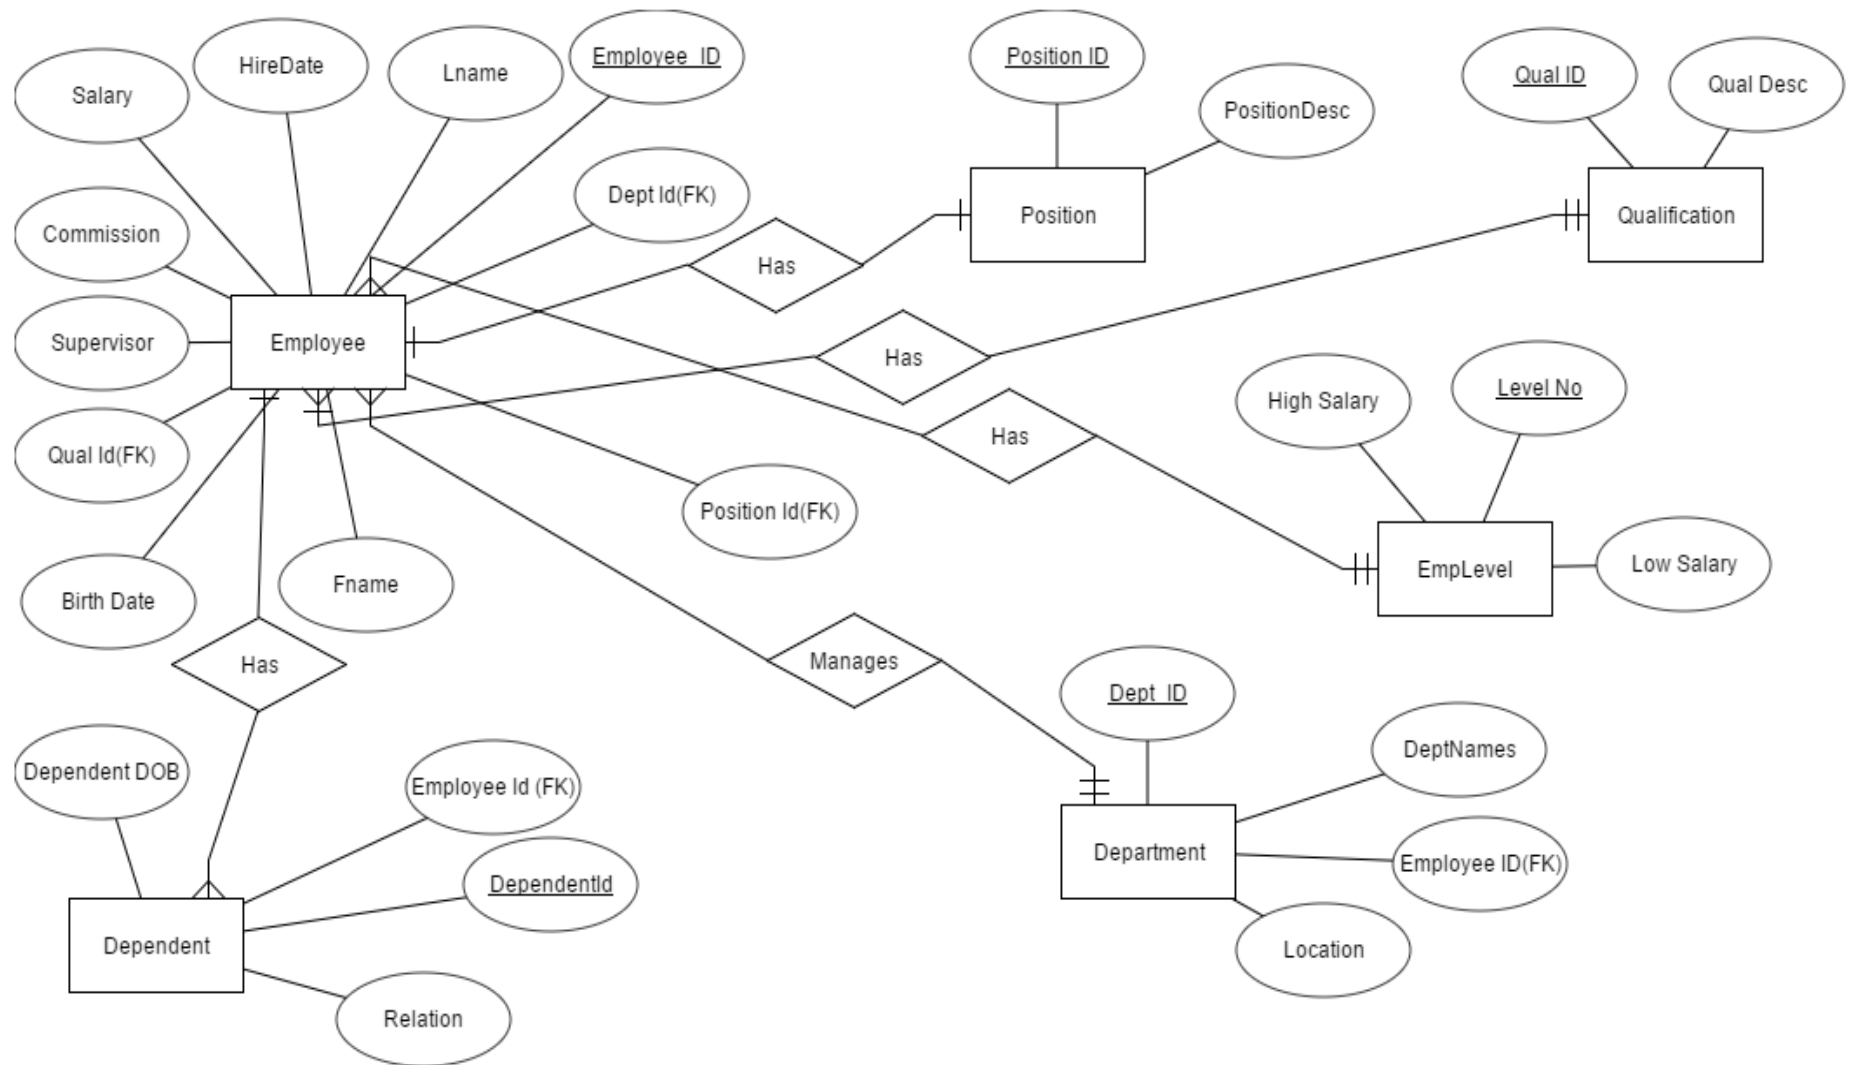 Employee_ID
Position ID
HireDate
Lname
Qual ID
Qual Desc
Salary
PositionDesc
Dept Id(FK)
Position
Qualification
Commission
Has
Supervisor
Employee
Has
Level No
High Salary
Has
Qual Id(FK)
Position Id(FK)
EmpLevel
Low Salary
Fname
Birth Date
Manages
Has
Dept_ID
DeptNames
Dependent DOB
Employee Id (FK)
Department
Employee ID(FK)
DependentId
Dependent
Location
Relation